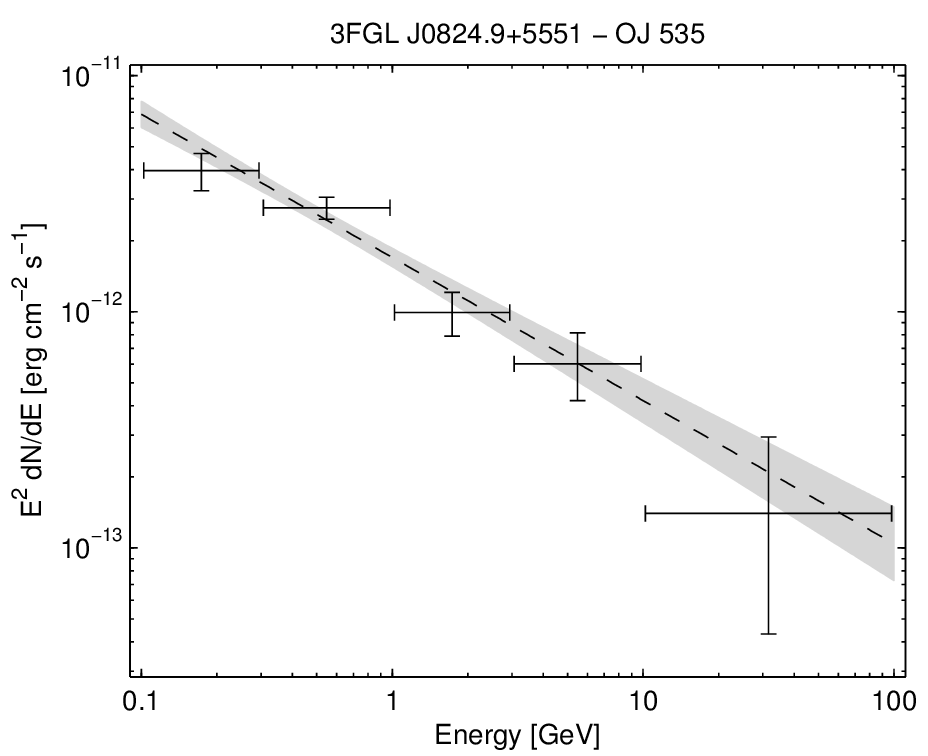 3FGL J0824.9+5551 − OJ 535
10⁻¹¹
10⁻¹²
10⁻¹³
E² dN/dE [erg cm⁻² s⁻¹]
0.1 1 10 100
Energy [GeV]